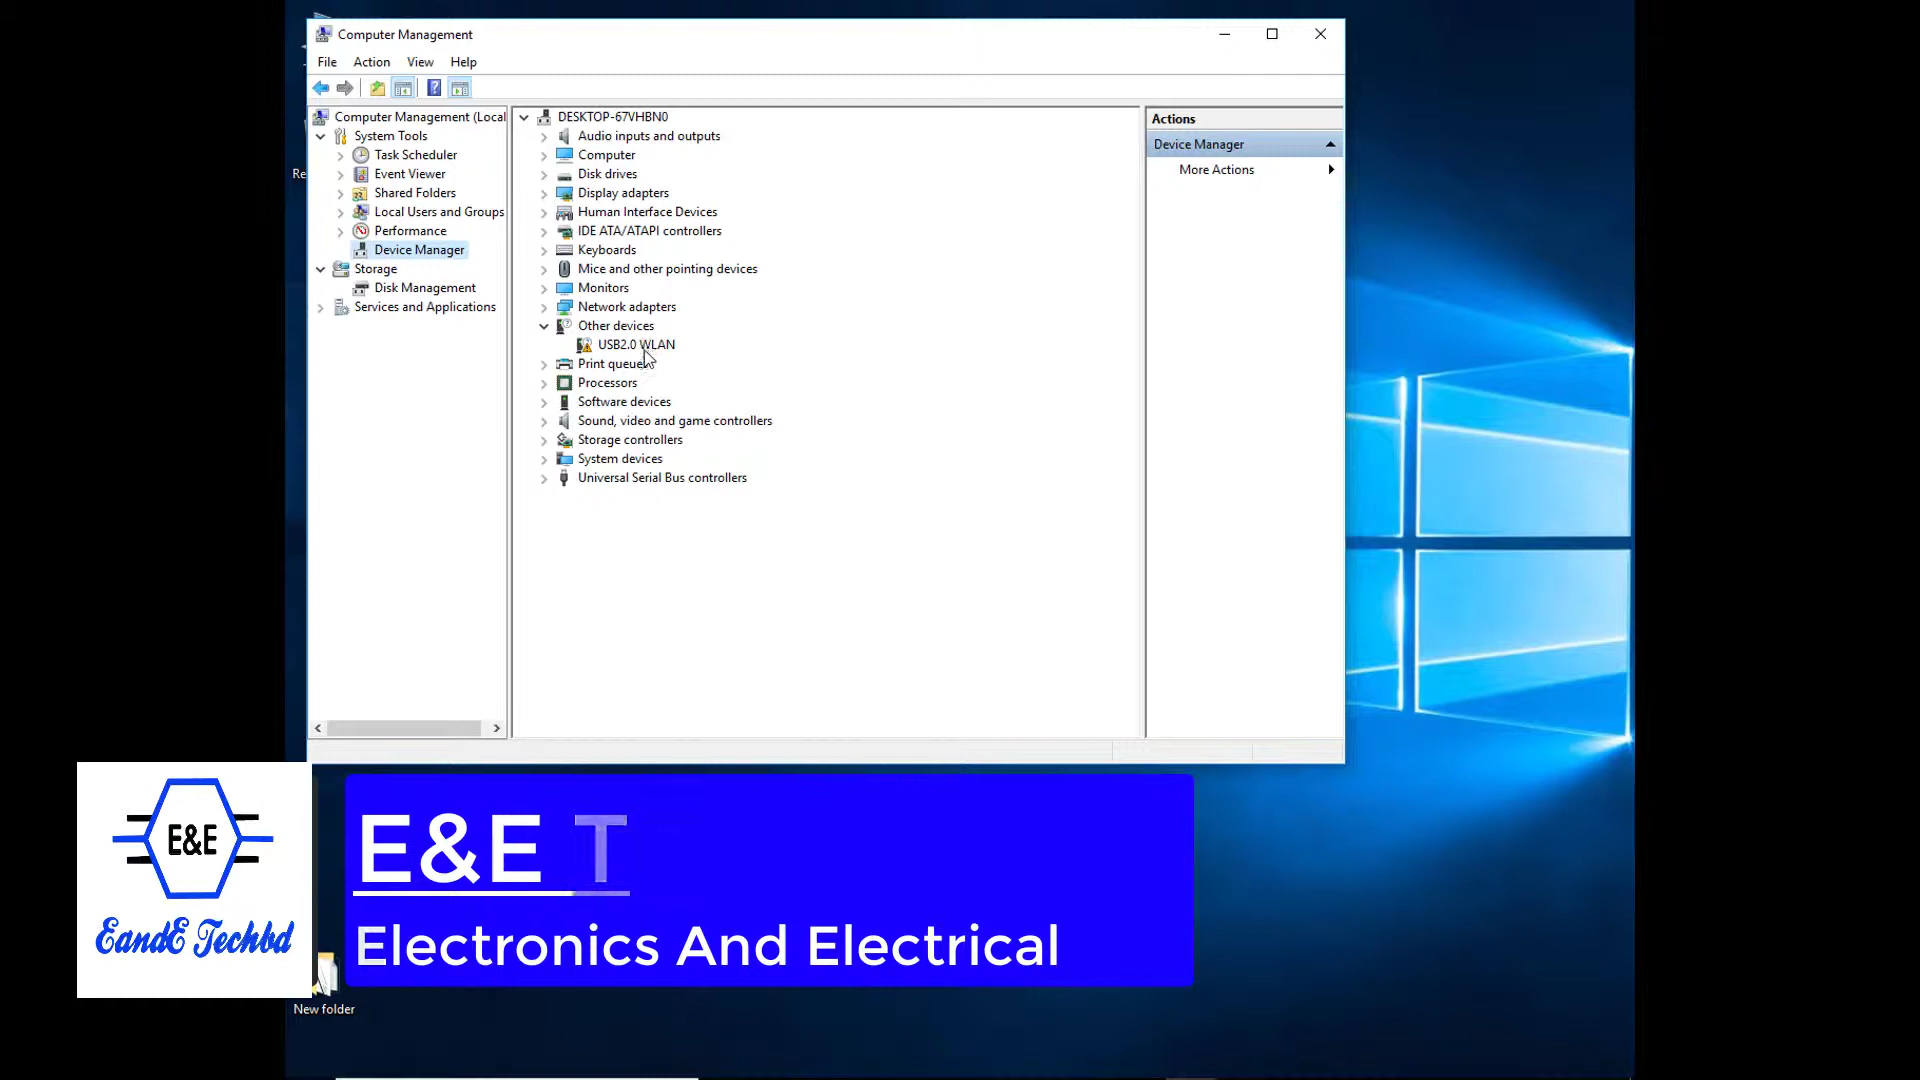 Computer Management
File Action View Help
Computer Management (Local
System Tools
Task Scheduler
Event Viewer
Shared Folders
Local Users and Groups
Performance
Device Manager
Storage
Disk Management
Services and Applications
DESKTOP-67VHBN0
Audio inputs and outputs
Computer
Disk drives
Display adapters
Human Interface Devices
IDE ATA/ATAPI controllers
Keyboards
Mice and other pointing devices
Monitors
Network adapters
Other devices
USB2.0 WLAN
Print queues
Processors
Software devices
Sound, video and game controllers
Storage controllers
System devices
Universal Serial Bus controllers
Actions
Device Manager
More Actions
Re
E&E
EandE Techbd
E&E T
Electronics And Electrical
New folder